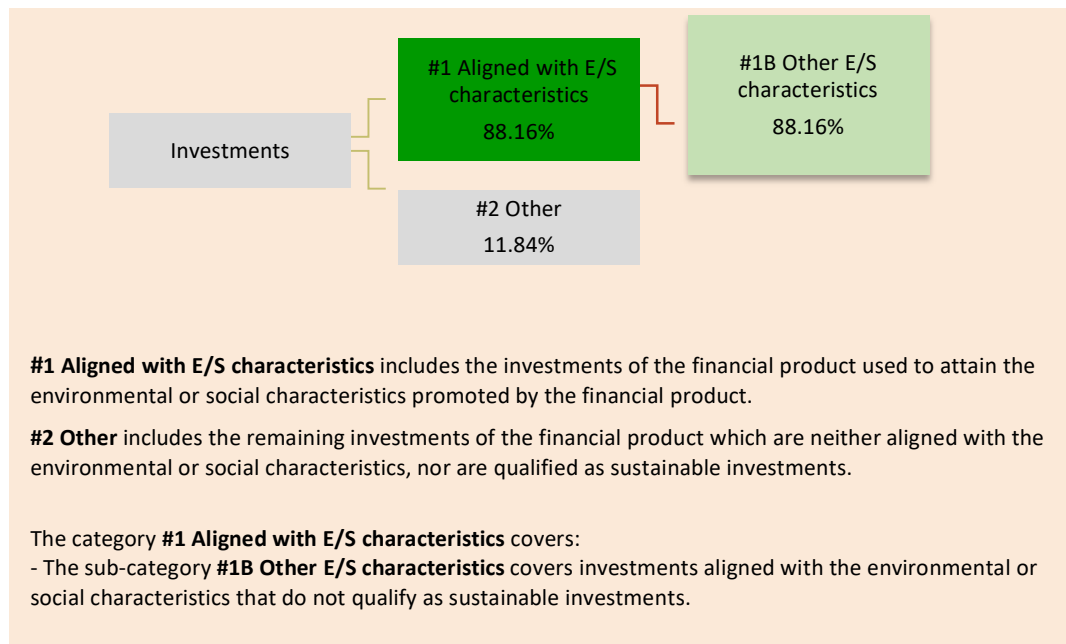 #1 Aligned with E/S
characteristics
88.16%
#1B Other E/S
characteristics
88.16%
Investments
#2 Other
11.84%
#1 Aligned with E/S characteristics includes the investments of the financial product used to attain the
environmental or social characteristics promoted by the financial product.
#2 Other includes the remaining investments of the financial product which are neither aligned with the
environmental or social characteristics, nor are qualified as sustainable investments.
The category #1 Aligned with E/S characteristics covers:
- The sub-category #1B Other E/S characteristics covers investments aligned with the environmental or
social characteristics that do not qualify as sustainable investments.